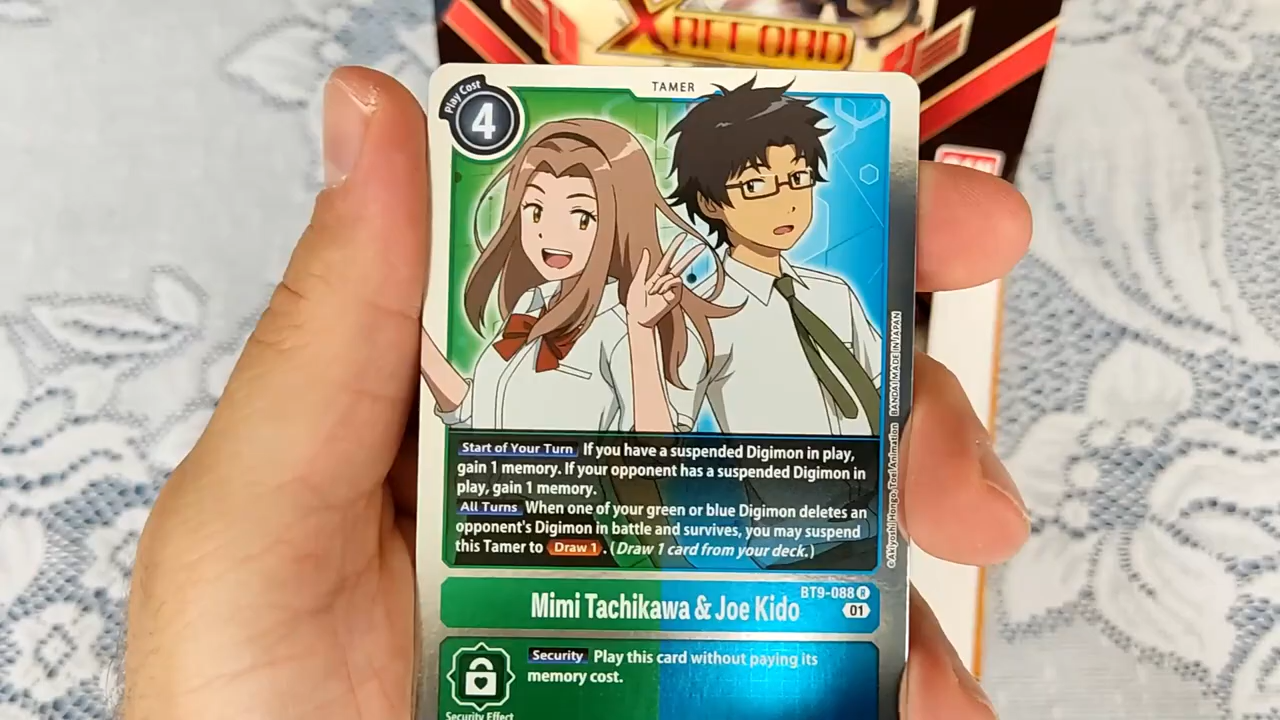 X RECORD
Play Cost
4
TAMER
Start of Your Turn If you have a suspended Digimon in play,
gain 1 memory. If your opponent has a suspended Digimon in
play, gain 1 memory.
All Turns When one of your green or blue Digimon deletes an
opponent's Digimon in battle and survives, you may suspend
this Tamer to Draw 1. (Draw 1 card from your deck.)
©Akiyoshi Hongo, Toei Animation BANDAI MADE IN JAPAN
BT9-088 R
Mimi Tachikawa & Joe Kido
01
Security Play this card without paying its
memory cost.
Security Effect